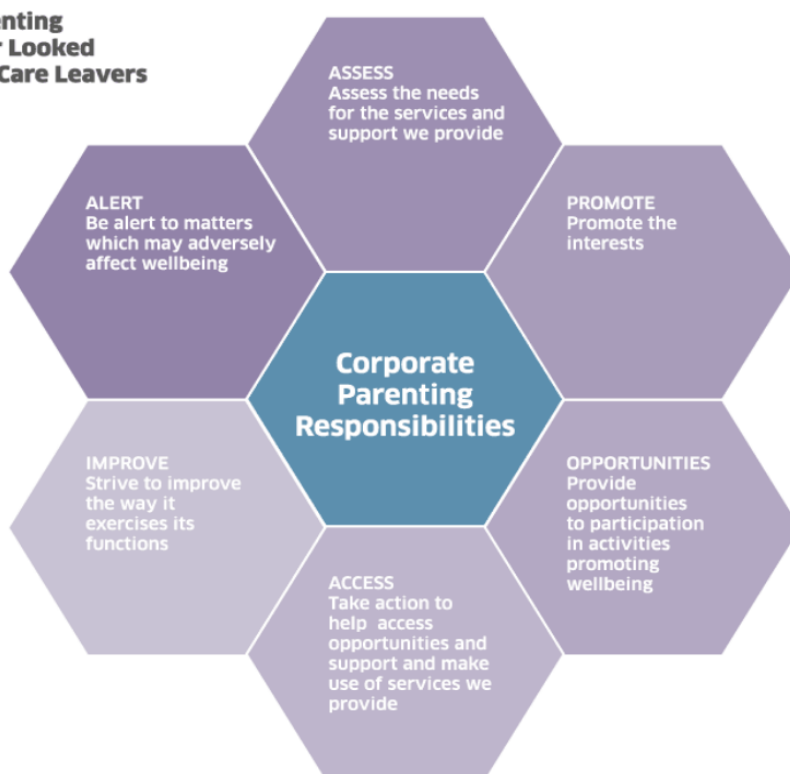 enting
Looked
Care Leavers
ASSESS
Assess the needs
for the services and
support we provide
ALERT
Be alert to matters
which may adversely
affect wellbeing
PROMOTE
Promote the
interests
Corporate
Parenting
Responsibilities
IMPROVE
Strive to improve
the way it
exercises its
functions
OPPORTUNITIES
Provide
opportunities
to participation
in activities
promoting
wellbeing
ACCESS
Take action to
help  access
opportunities and
support and make
use of services we
provide